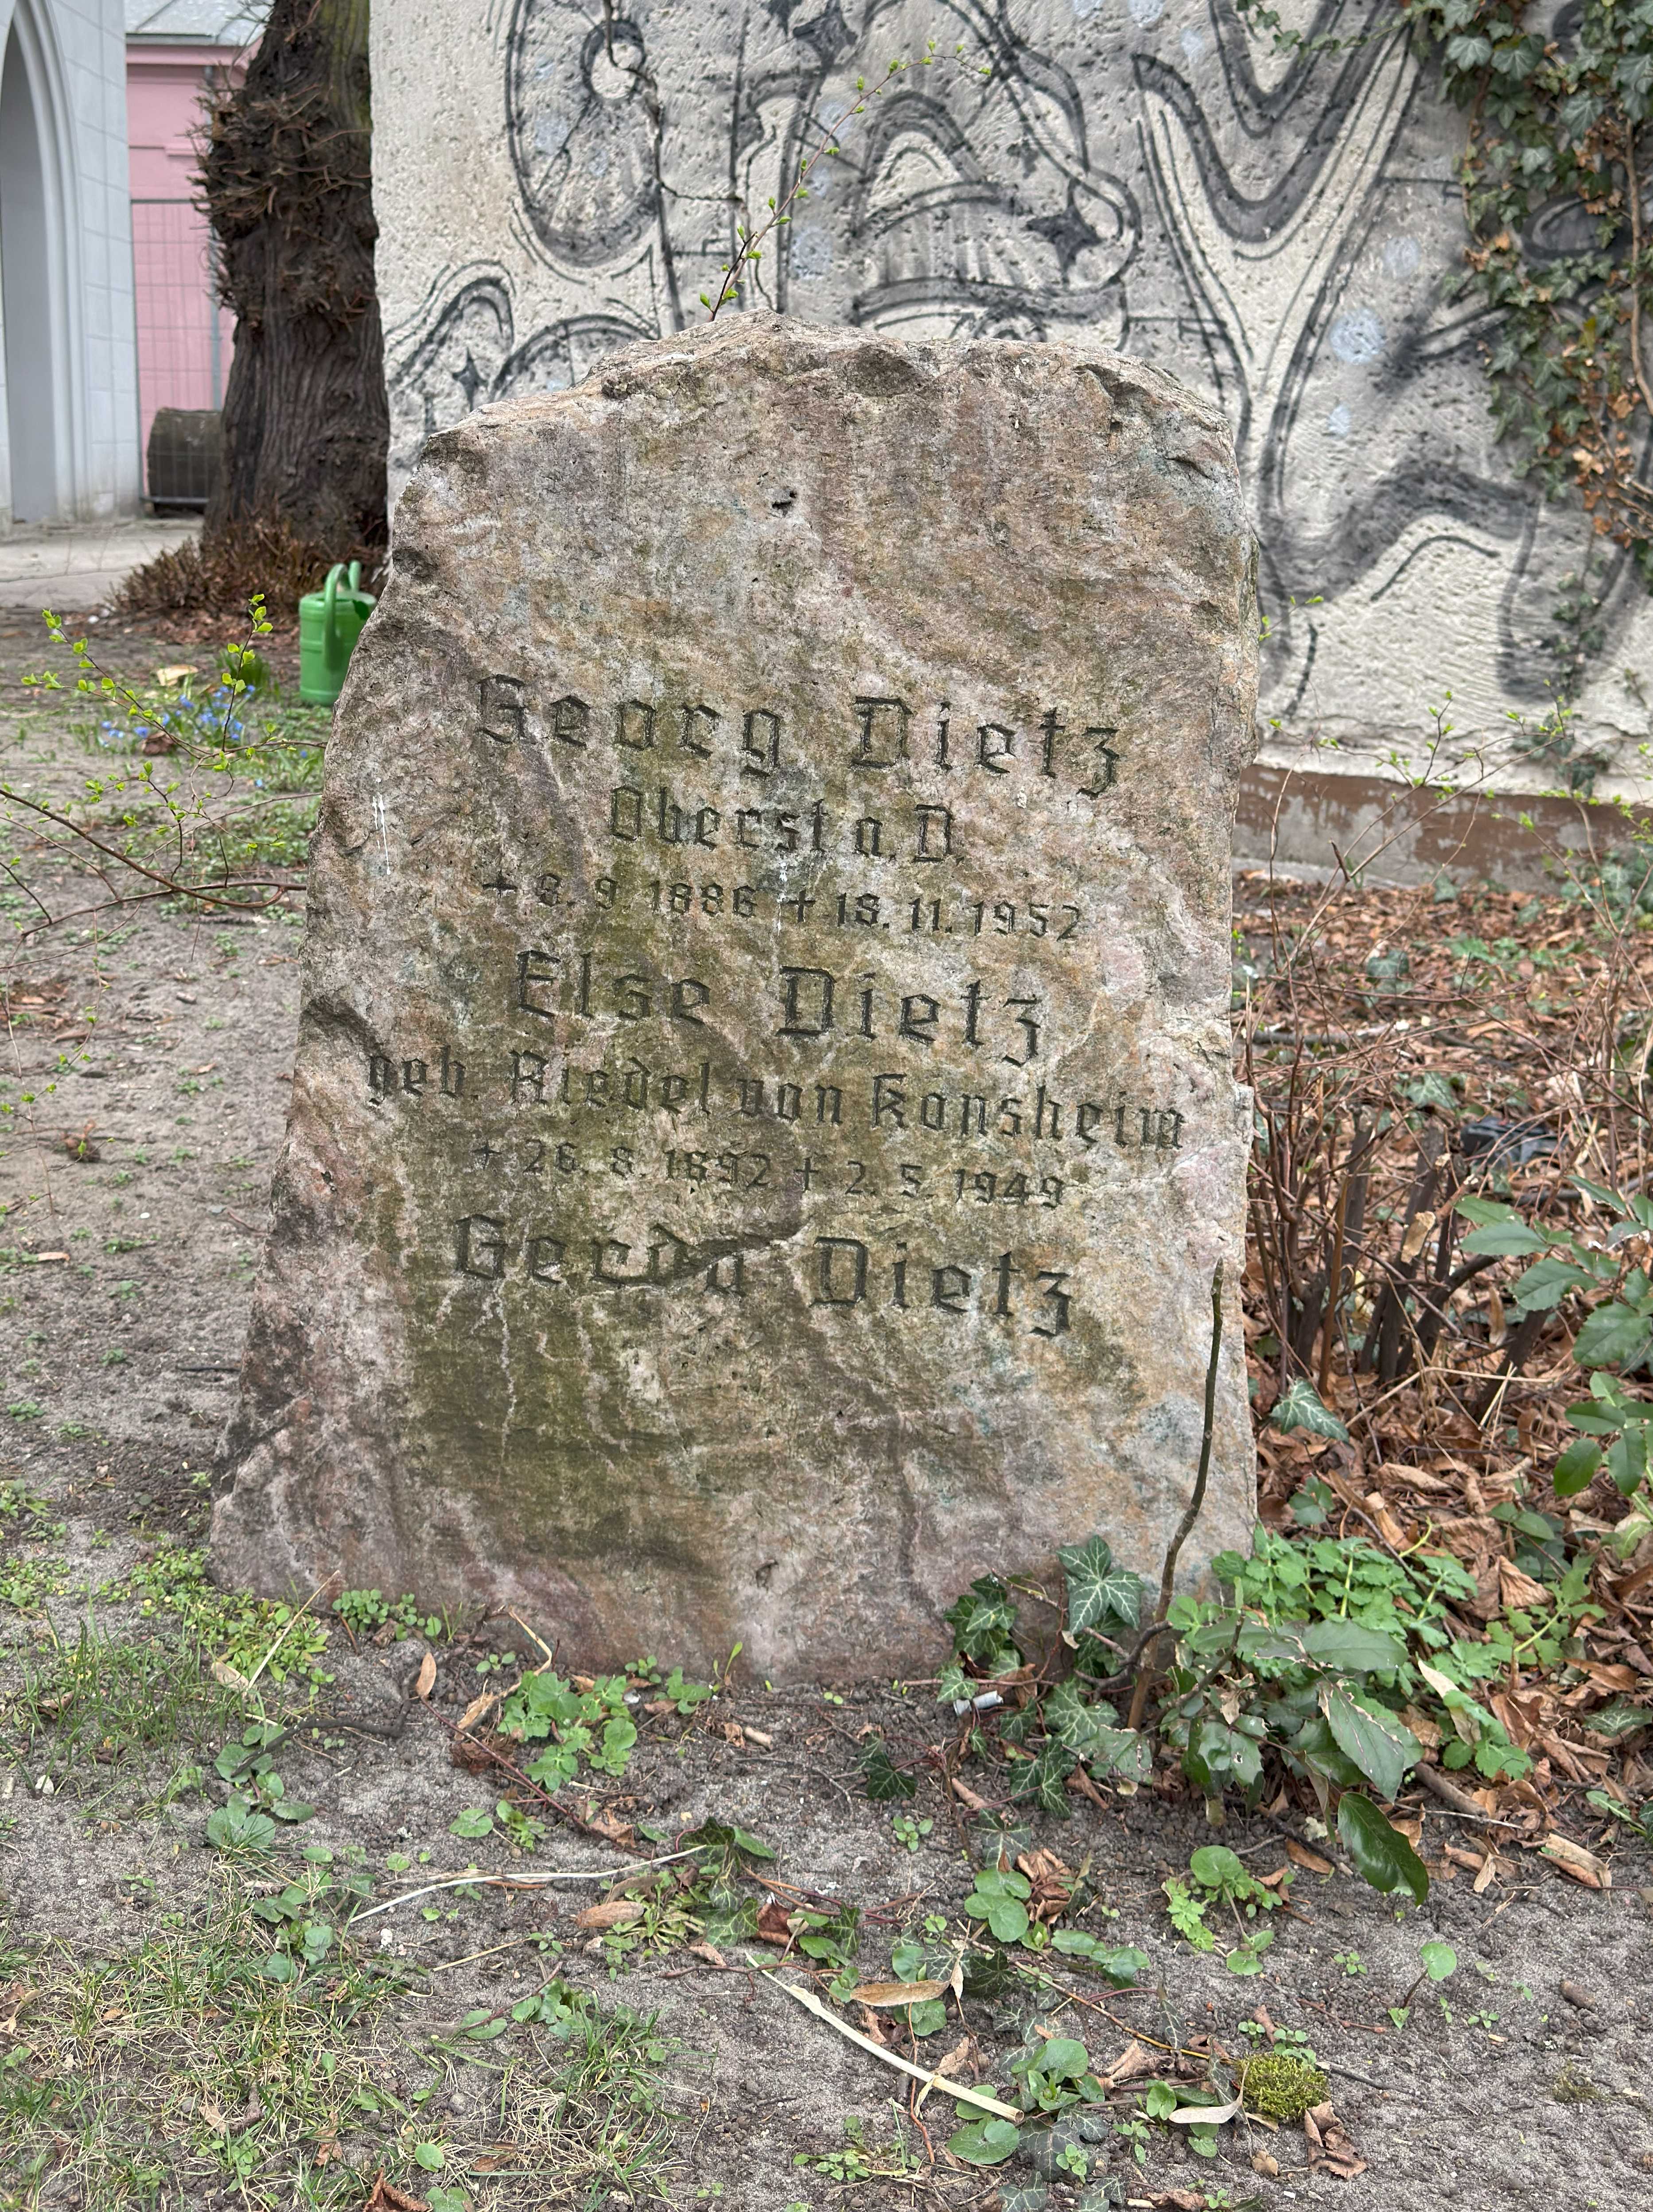 Georg Dietz
Oberst a. D.
+ 8. 9 1886 + 18. 11. 1952
Else Dietz
geb. Riedel von Konsheim
+ 26. 8. 1892 + 2. 5. 1949
Gerda Dietz